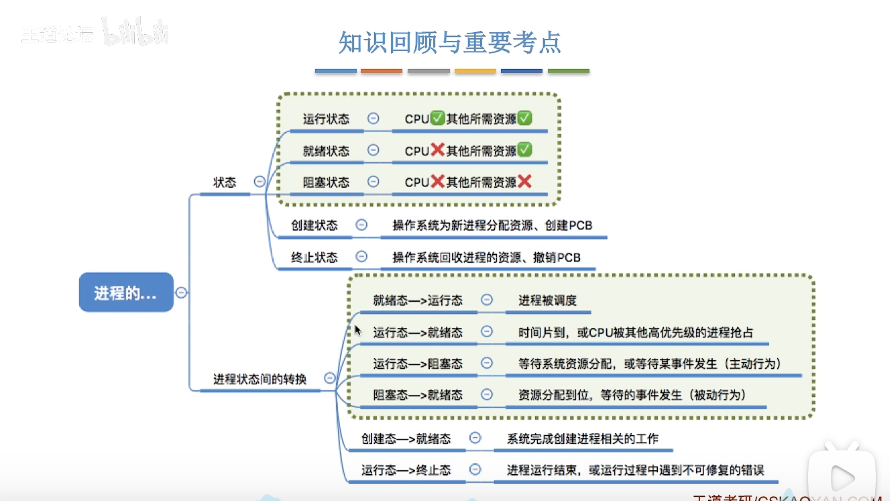 知识回顾与重要考点
运行状态 CPU✅其他所需资源✅
就绪状态 CPU❌其他所需资源✅
阻塞状态 CPU❌其他所需资源❌
状态
创建状态 操作系统为新进程分配资源、创建PCB
终止状态 操作系统回收进程的资源、撤销PCB
进程的...
就绪态—>运行态 进程被调度
运行态—>就绪态 时间片到，或CPU被其他高优先级的进程抢占
运行态—>阻塞态 等待系统资源分配，或等待某事件发生（主动行为）
进程状态间的转换
阻塞态—>就绪态 资源分配到位，等待的事件发生（被动行为）
创建态—>就绪态 系统完成创建进程相关的工作
运行态—>终止态 进程运行结束，或运行过程中遇到不可修复的错误
王道考研/CSKAOYAN.COM